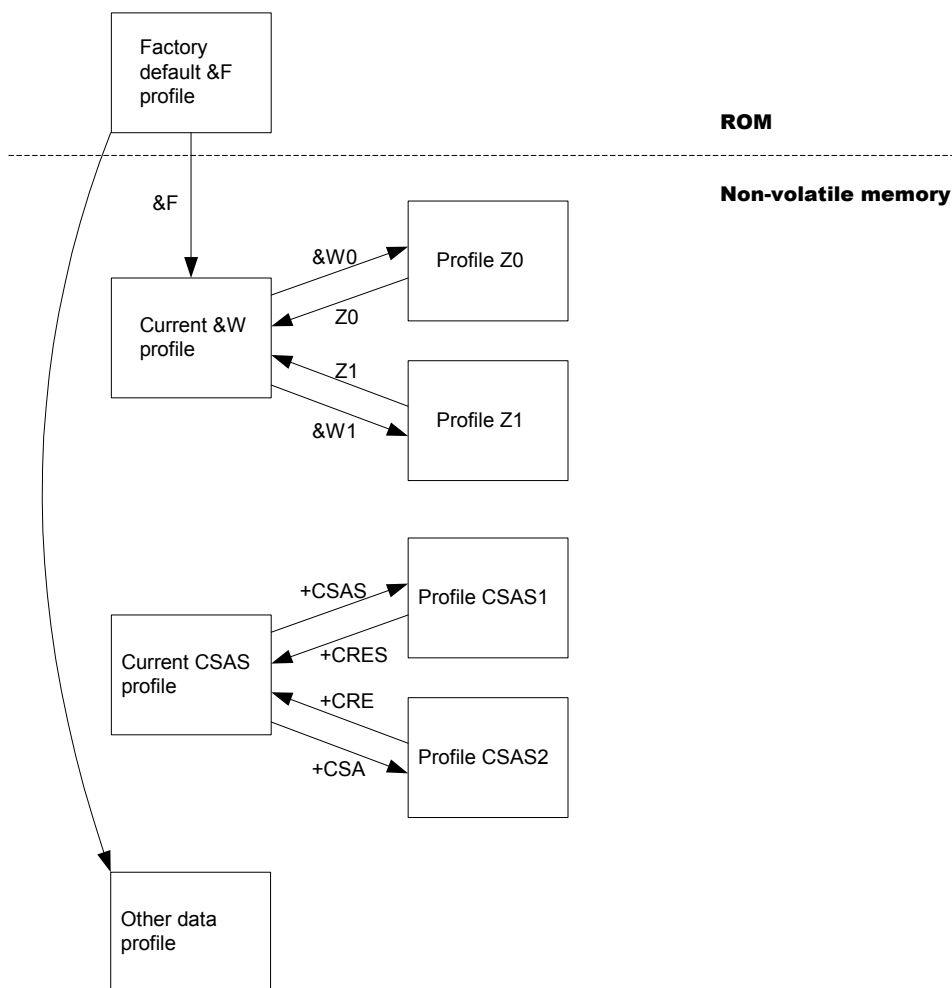 Factory
default &F
profile
ROM
Non-volatile memory
&F
&W0
Profile Z0
Z0
Current &W
profile
Z1
Profile Z1
&W1
+CSAS
Profile CSAS1
+CRES
Current CSAS
profile
+CRE
Profile CSAS2
+CSA
Other data
profile